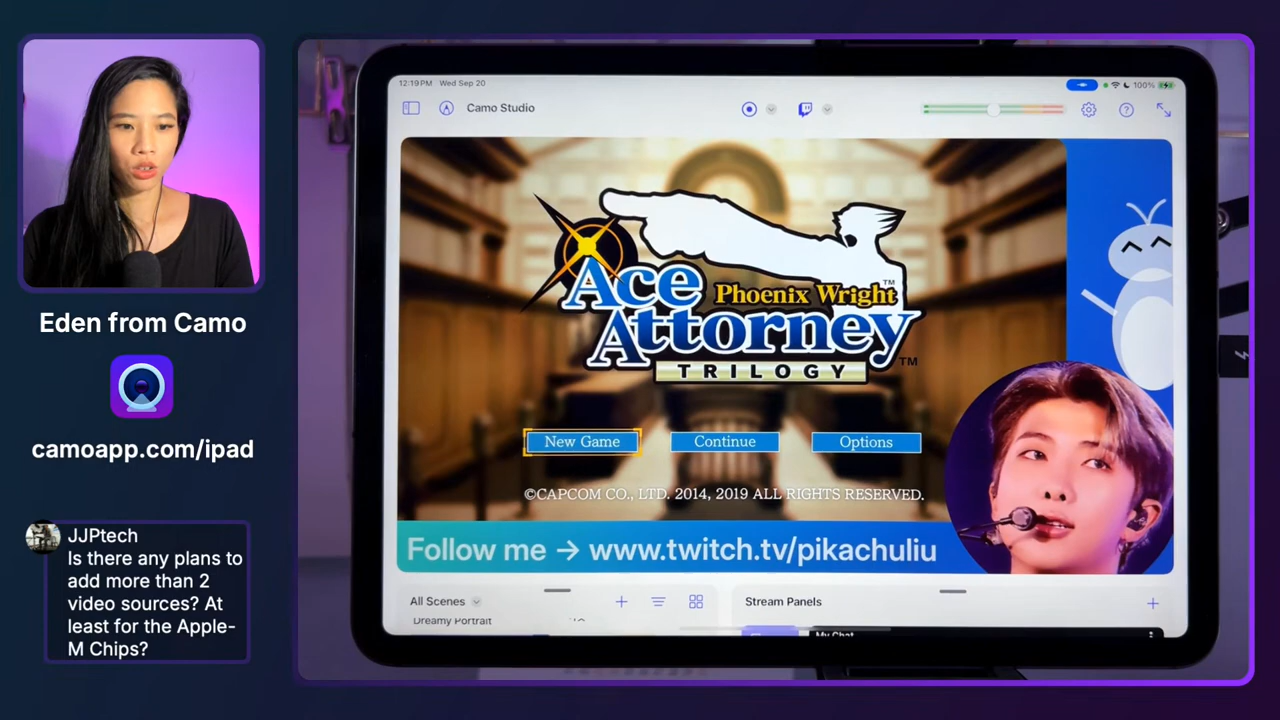 Eden from Camo
camoapp.com/ipad
JJPtech
Is there any plans to
add more than 2
video sources? At
least for the Apple-
M Chips?
12:19 PM Wed Sep 20
100%
Camo Studio
Ace
Phoenix Wright™
Attorney™
TRILOGY
New Game
Continue
Options
©CAPCOM CO., LTD. 2014, 2019 ALL RIGHTS RESERVED.
Follow me → www.twitch.tv/pikachuliu
All Scenes
Stream Panels
Dreamy Portrait
My Chat